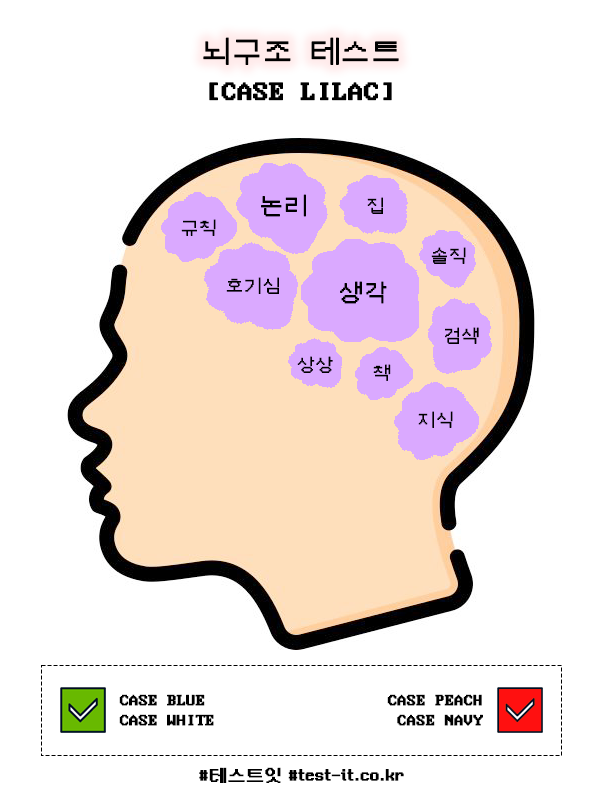 뇌구조 테스트
[CASE LILAC]
논리
집
규칙
솔직
호기심
생각
검색
상상
책
지식
CASE BLUE
CASE WHITE
CASE PEACH
CASE NAVY
#테스트잇 #test-it.co.kr